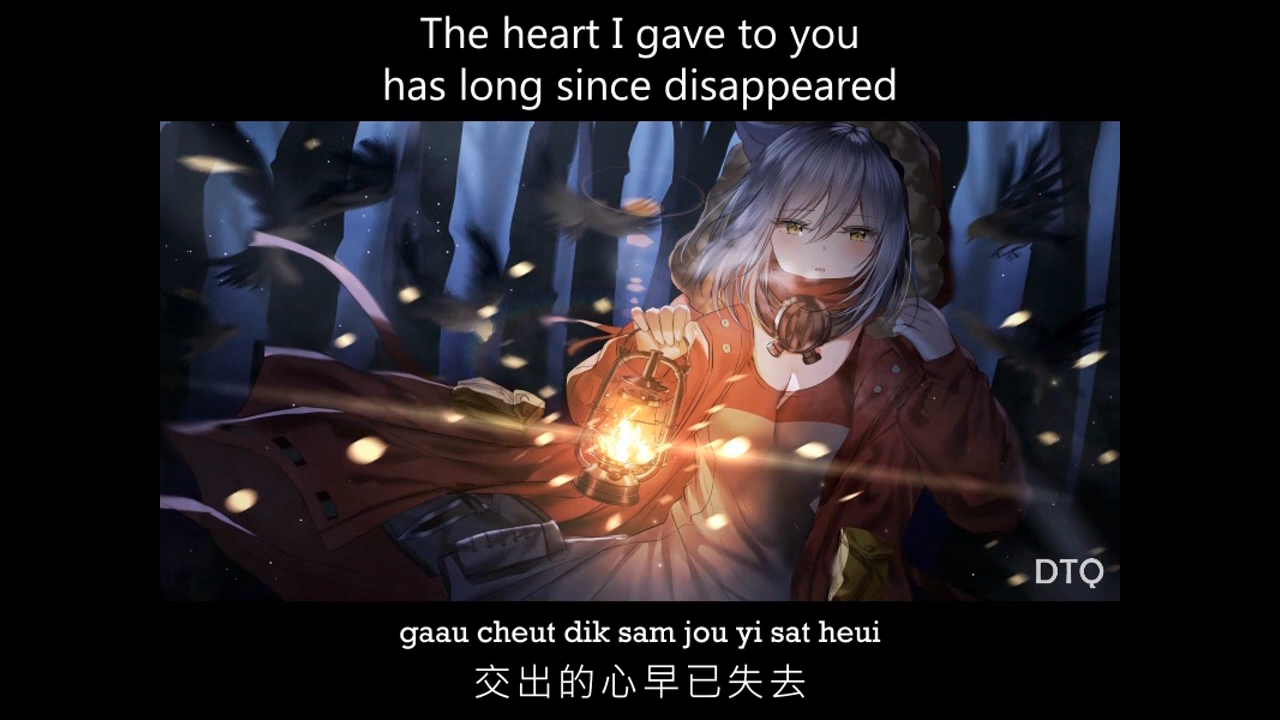 The heart I gave to you
has long since disappeared
DTQ
gaau cheut dik sam jou yi sat heui
交出的心早已失去